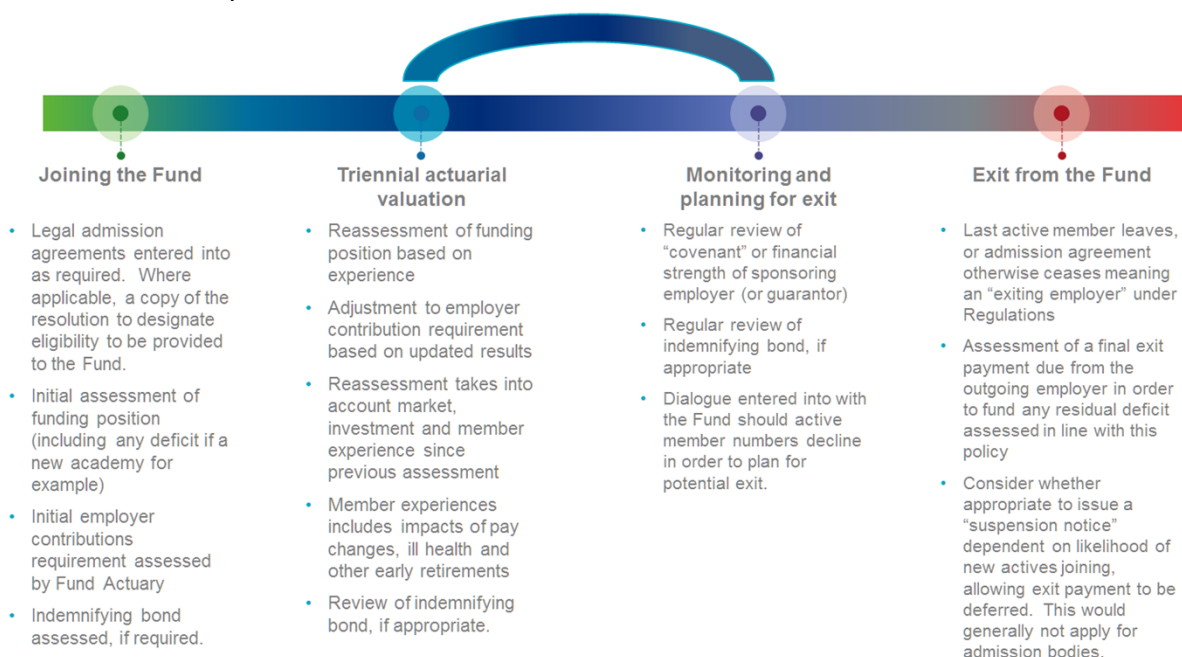 Joining the Fund
• Legal admission
agreements entered into
as required. Where
applicable, a copy of the
resolution to designate
eligibility to be provided
to the Fund.
• Initial assessment of
funding position
(including any deficit if a
new academy for
example)
• Initial employer
contributions
requirement assessed
by Fund Actuary
• Indemnifying bond
assessed, if required.
Triennial actuarial
valuation
• Reassessment of funding
position based on
experience
• Adjustment to employer
contribution requirement
based on updated results
• Reassessment takes into
account market,
investment and member
experience since
previous assessment
• Member experiences
includes impacts of pay
changes, ill health and
other early retirements
• Review of indemnifying
bond, if appropriate.
Monitoring and
planning for exit
• Regular review of
“covenant” or financial
strength of sponsoring
employer (or guarantor)
• Regular review of
indemnifying bond, if
appropriate
• Dialogue entered into with
the Fund should active
member numbers decline
in order to plan for
potential exit.
Exit from the Fund
• Last active member leaves,
or admission agreement
otherwise ceases meaning
an “exiting employer” under
Regulations
• Assessment of a final exit
payment due from the
outgoing employer in order
to fund any residual deficit
assessed in line with this
policy
• Consider whether
appropriate to issue a
“suspension notice”
dependent on likelihood of
new actives joining,
allowing exit payment to be
deferred. This would
generally not apply for
admission bodies.